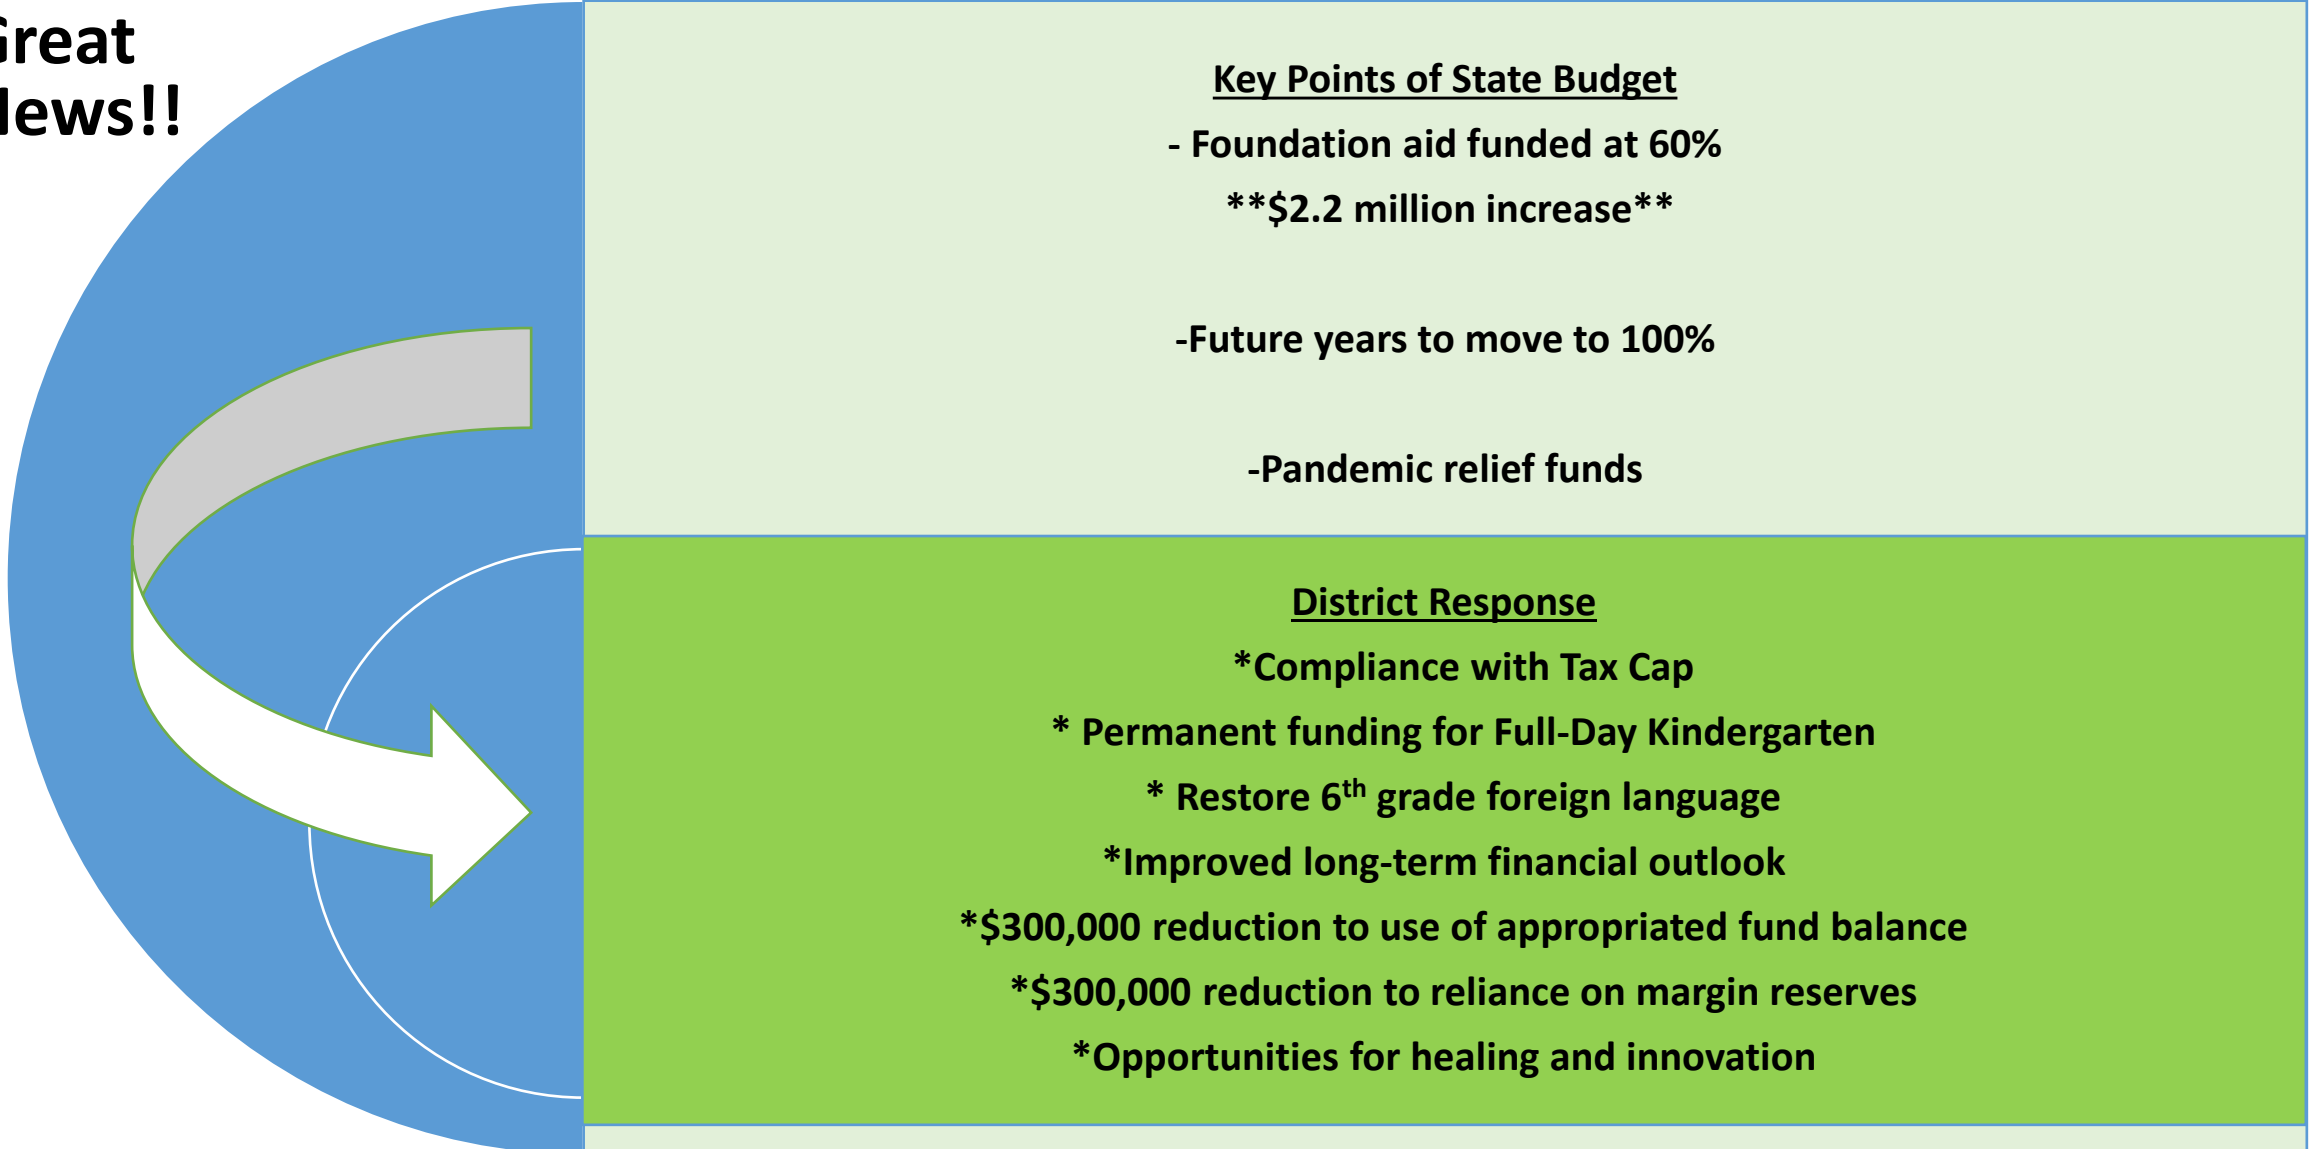 Great
News!!
Key Points of State Budget
- Foundation aid funded at 60%
**$2.2 million increase**
-Future years to move to 100%
-Pandemic relief funds
District Response
*Compliance with Tax Cap
* Permanent funding for Full-Day Kindergarten
* Restore 6th grade foreign language
*Improved long-term financial outlook
*$300,000 reduction to use of appropriated fund balance
*$300,000 reduction to reliance on margin reserves
*Opportunities for healing and innovation